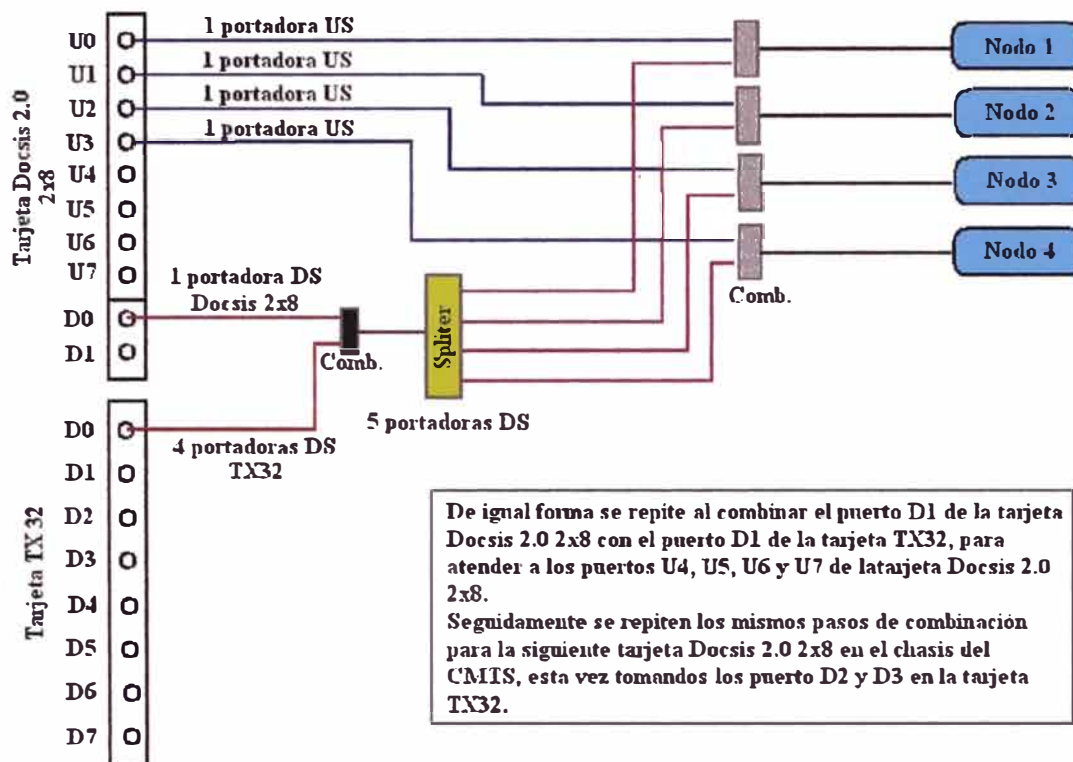 1 portadora US
U0
Nodo 1
1 portadora US
U1
1 portadora US
U2
Nodo 2
1 portadora US
U3
U4
Nodo 3
U5
U6
Nodo 4
U7
Tarjeta Docsis 2.0
2x8
1 portadora DS
Docsis 2x8
Comb.
D0
D1
Comb.
Spliter
5 portadoras DS
D0
4 portadoras DS
TX32
D1
D2
D3
D4
D5
D6
D7
Tarjeta TX 32
De igual forma se repite al combinar el puerto D1 de la tarjeta
Docsis 2.0 2x8 con el puerto D1 de la tarjeta TX32, para
atender a los puertos U4, U5, U6 y U7 de latarjeta Docsis 2.0
2x8.
Seguidamente se repiten los mismos pasos de combinación
para la siguiente tarjeta Docsis 2.0 2x8 en el chasis del
CMTS, esta vez tomandos los puerto D2 y D3 en la tarjeta
TX32.